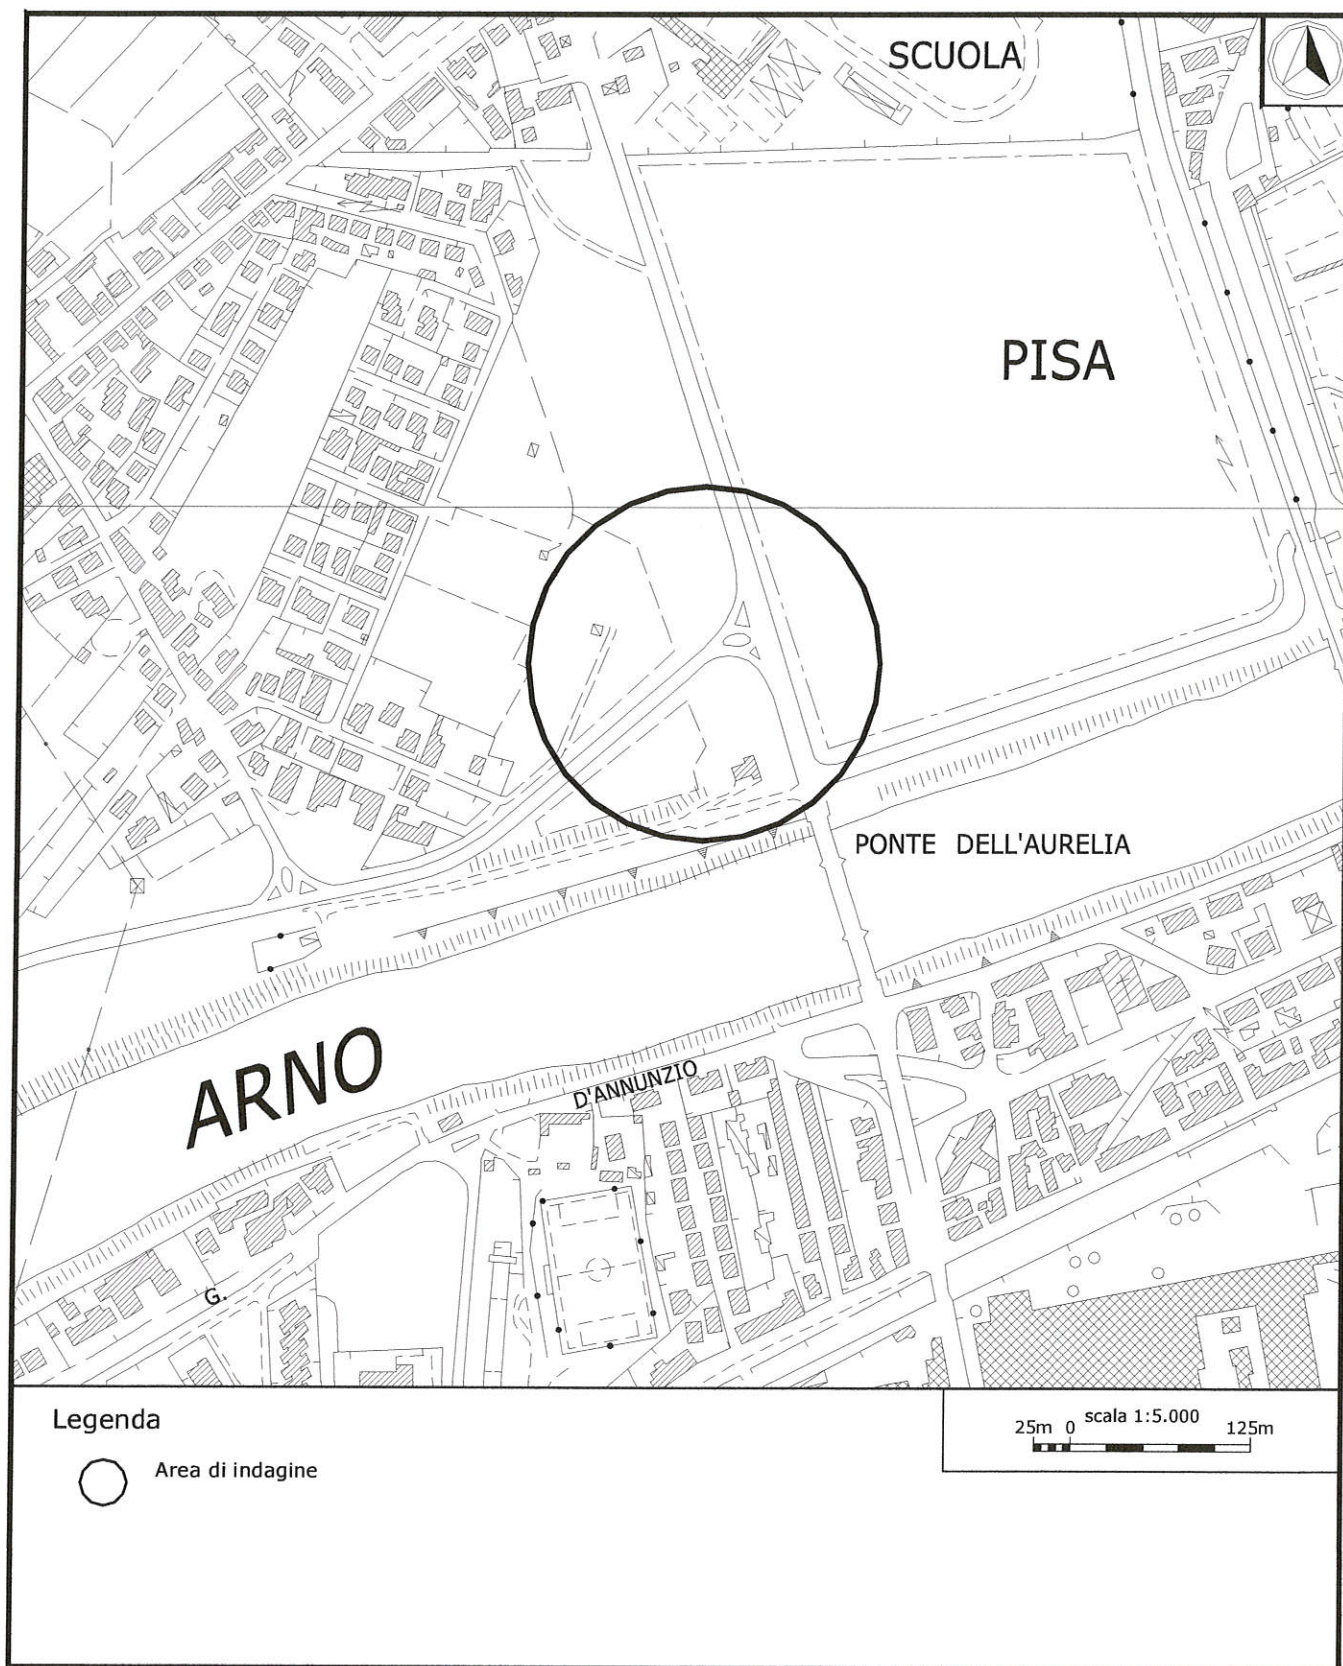 SCUOLA
PISA
PONTE DELL'AURELIA
ARNO
D'ANNUNZIO
G.
Legenda
Area di indagine
scala 1:5.000
25m 0 125m